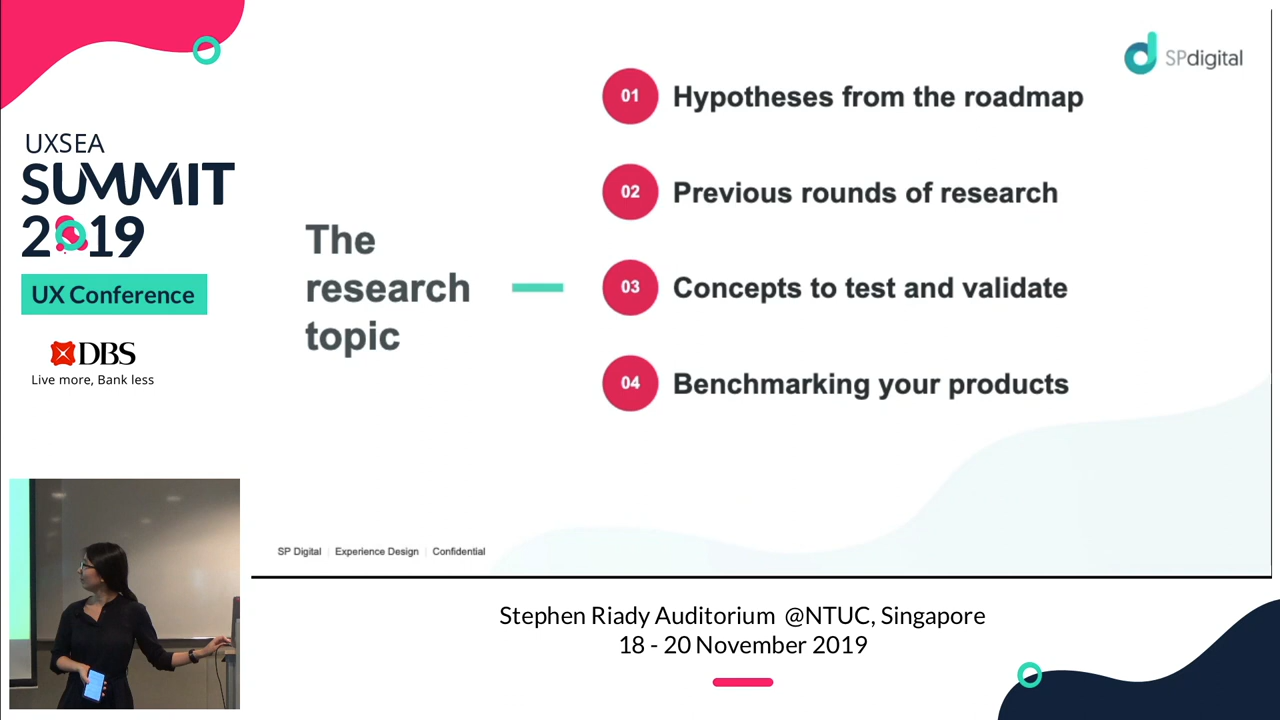 UXSEA
SUMMIT
2019
UX Conference
DBS
Live more, Bank less
SPdigital
The
research
topic
01 Hypotheses from the roadmap
02 Previous rounds of research
03 Concepts to test and validate
04 Benchmarking your products
SP Digital | Experience Design | Confidential
Stephen Riady Auditorium @NTUC, Singapore
18 - 20 November 2019